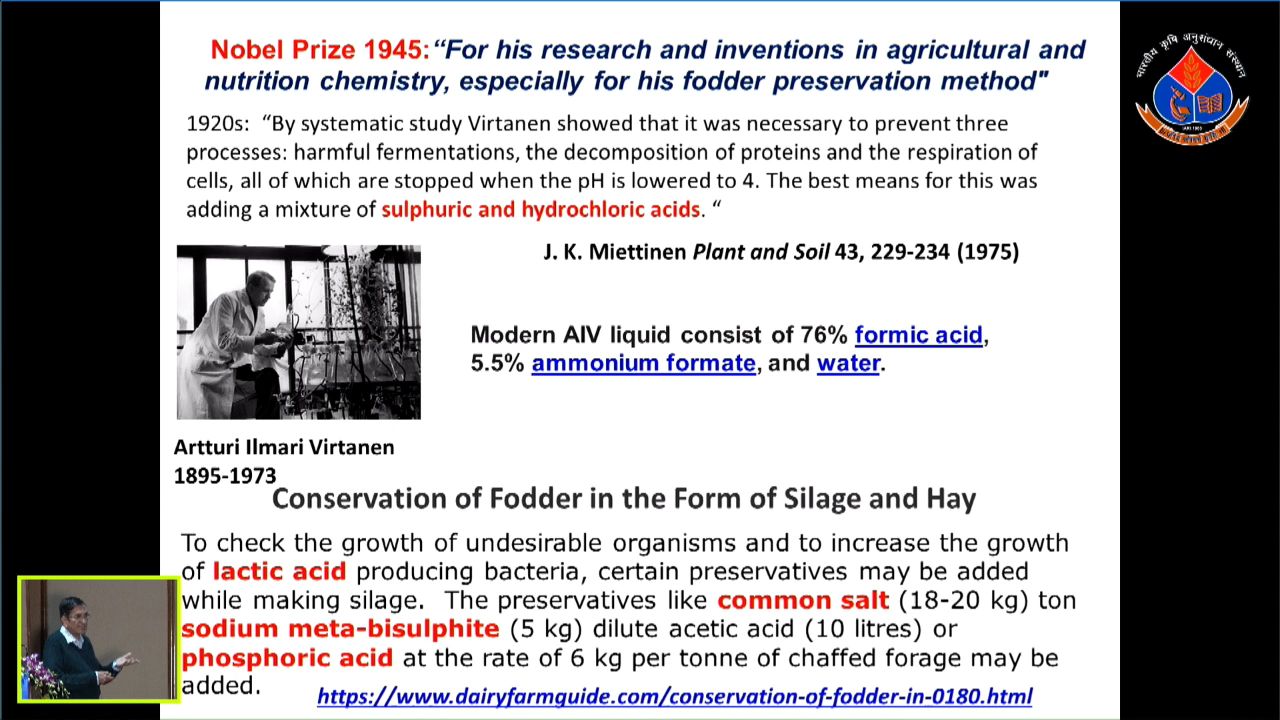 Nobel Prize 1945: “For his research and inventions in agricultural and
nutrition chemistry, especially for his fodder preservation method"
1920s: “By systematic study Virtanen showed that it was necessary to prevent three
processes: harmful fermentations, the decomposition of proteins and the respiration of
cells, all of which are stopped when the pH is lowered to 4. The best means for this was
adding a mixture of sulphuric and hydrochloric acids. “
J. K. Miettinen Plant and Soil 43, 229-234 (1975)
Modern AIV liquid consist of 76% formic acid,
5.5% ammonium formate, and water.
Artturi Ilmari Virtanen
1895-1973
Conservation of Fodder in the Form of Silage and Hay
To check the growth of undesirable organisms and to increase the growth
of lactic acid producing bacteria, certain preservatives may be added
while making silage. The preservatives like common salt (18-20 kg) ton
sodium meta-bisulphite (5 kg) dilute acetic acid (10 litres) or
phosphoric acid at the rate of 6 kg per tonne of chaffed forage may be
added.
https://www.dairyfarmguide.com/conservation-of-fodder-in-0180.html
भारतीय कृषि अनुसंधान संस्थान